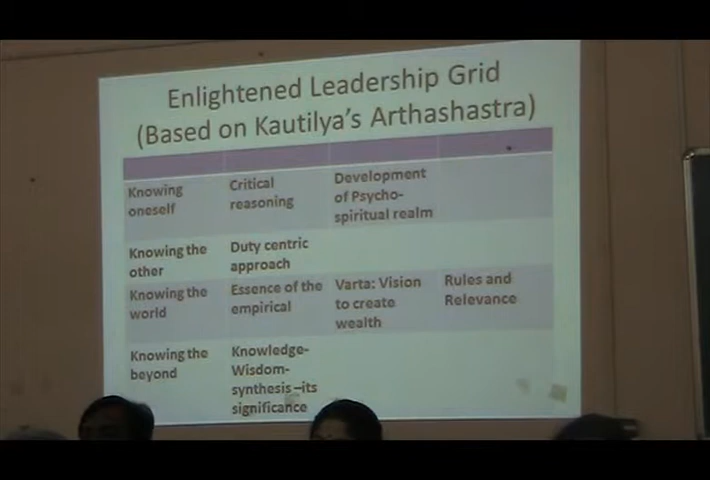 Enlightened Leadership Grid
(Based on Kautilya's Arthashastra)
Knowing
oneself
Critical
reasoning
Development
of Psycho-
spiritual realm
Knowing the
other
Duty centric
approach
Knowing the
world
Essence of the
empirical
Varta: Vision
to create
wealth
Rules and
Relevance
Knowing the
beyond
Knowledge-
Wisdom-
synthesis –its
significance